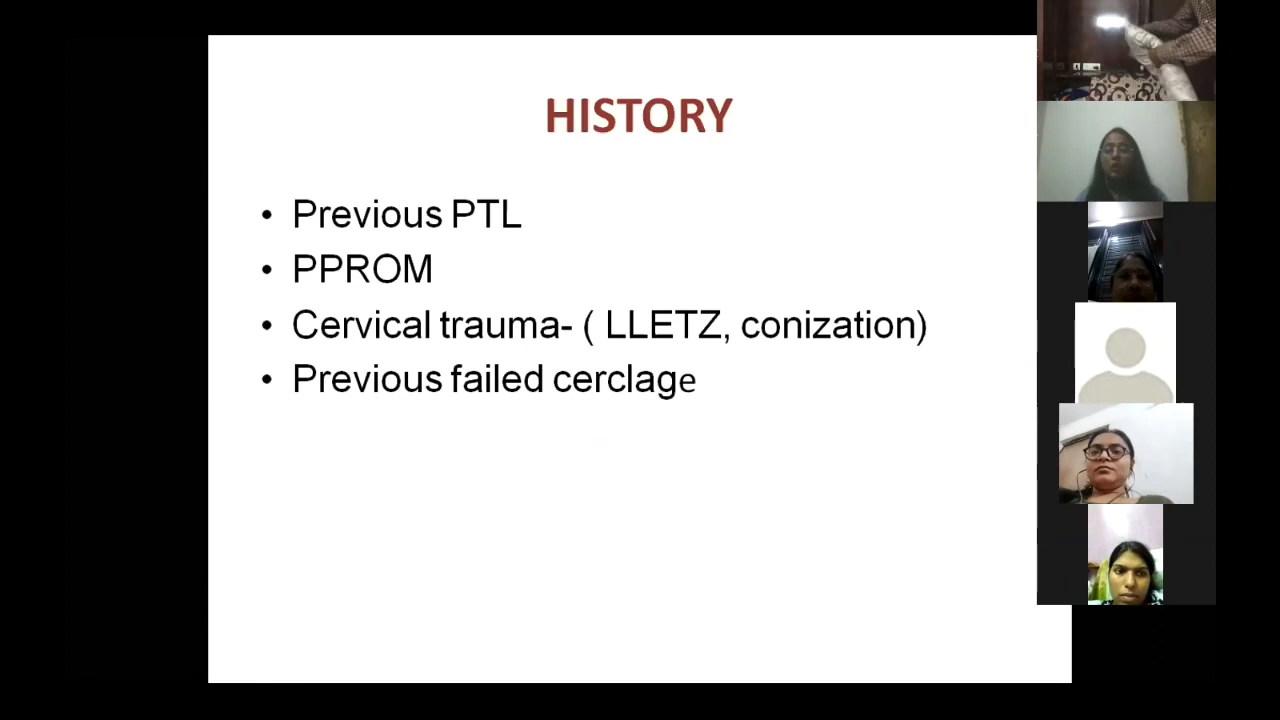 HISTORY
• Previous PTL
• PPROM
• Cervical trauma- ( LLETZ, conization)
• Previous failed cerclage